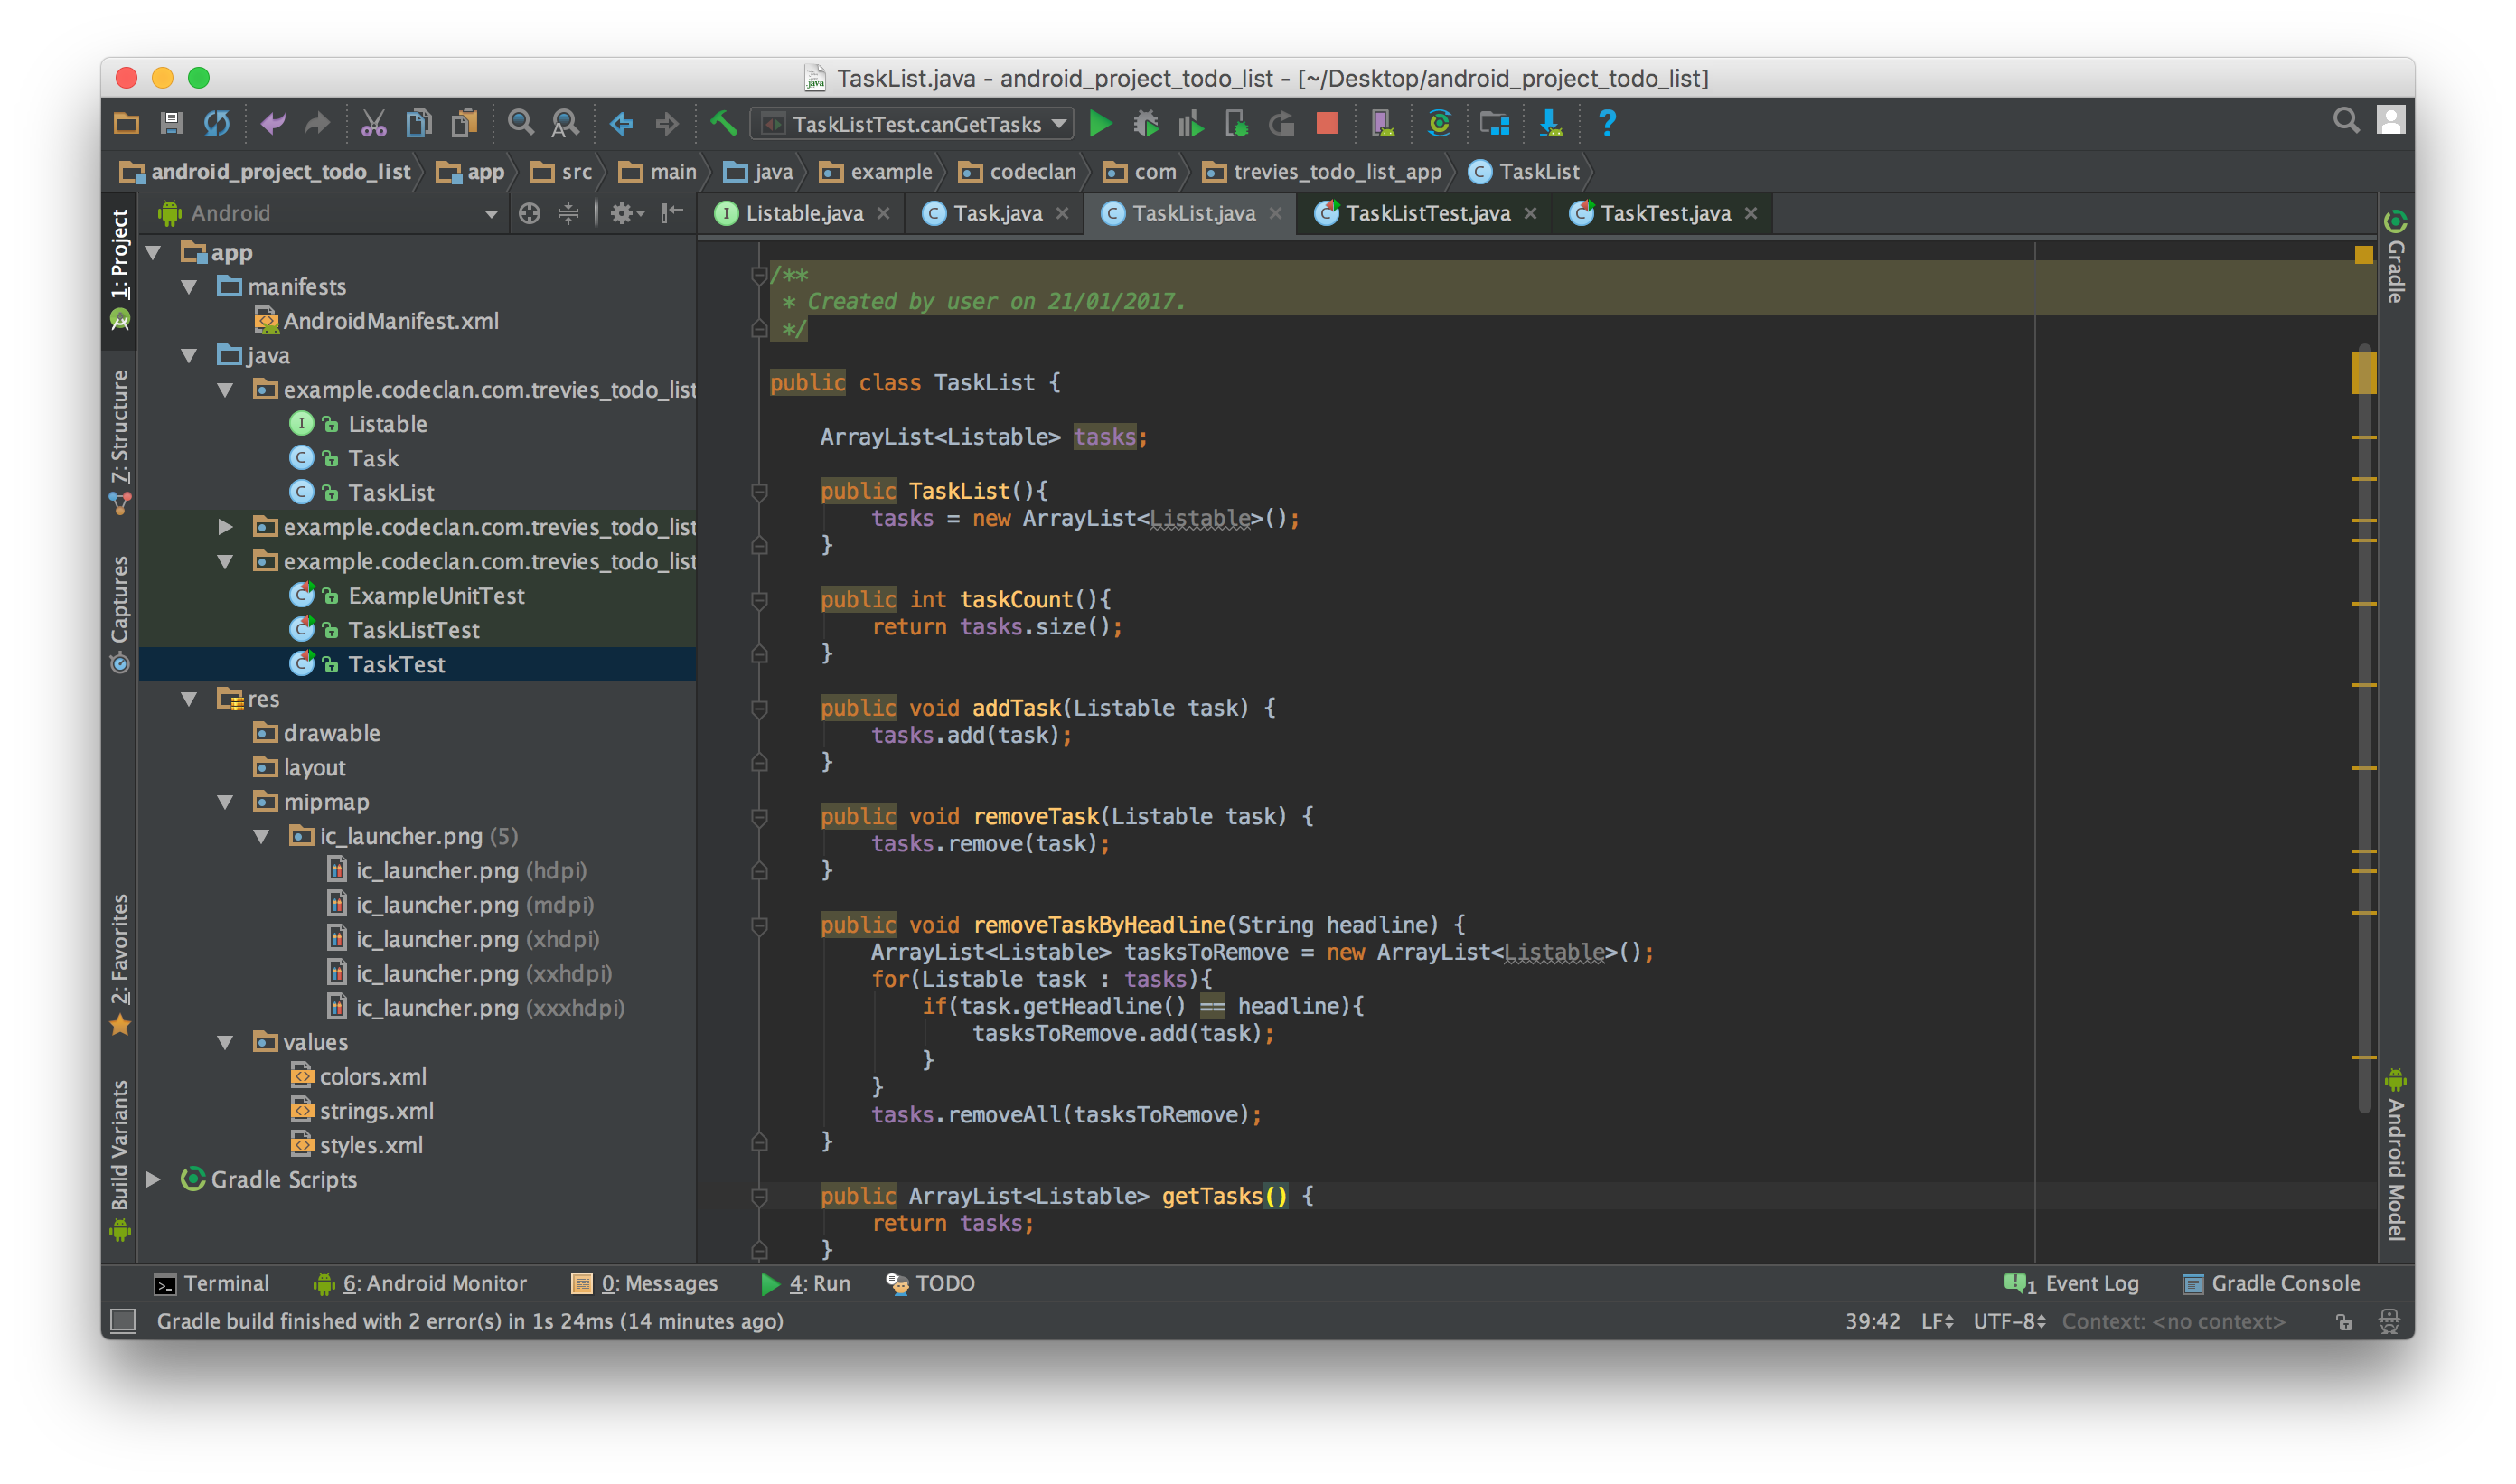 TaskList.java - android_project_todo_list - [~/Desktop/android_project_todo_list]
TaskListTest.canGetTasks
android_project_todo_list app src main java example codeclan com trevies_todo_list_app TaskList
Android
Listable.java Task.java TaskList.java TaskListTest.java TaskTest.java
1: Project
7: Structure
Captures
2: Favorites
Build Variants
app
manifests
AndroidManifest.xml
java
example.codeclan.com.trevies_todo_list
Listable
Task
TaskList
example.codeclan.com.trevies_todo_list
example.codeclan.com.trevies_todo_list
ExampleUnitTest
TaskListTest
TaskTest
res
drawable
layout
mipmap
ic_launcher.png (5)
ic_launcher.png (hdpi)
ic_launcher.png (mdpi)
ic_launcher.png (xhdpi)
ic_launcher.png (xxhdpi)
ic_launcher.png (xxxhdpi)
values
colors.xml
strings.xml
styles.xml
Gradle Scripts
/**
 * Created by user on 21/01/2017.
 */
public class TaskList {
    ArrayList<Listable> tasks;
    public TaskList(){
        tasks = new ArrayList<Listable>();
    }
    public int taskCount(){
        return tasks.size();
    }
    public void addTask(Listable task) {
        tasks.add(task);
    }
    public void removeTask(Listable task) {
        tasks.remove(task);
    }
    public void removeTaskByHeadline(String headline) {
        ArrayList<Listable> tasksToRemove = new ArrayList<Listable>();
        for(Listable task : tasks){
            if(task.getHeadline() == headline){
                tasksToRemove.add(task);
            }
        }
        tasks.removeAll(tasksToRemove);
    }
    public ArrayList<Listable> getTasks() {
        return tasks;
    }
Gradle
Android Model
Terminal 6: Android Monitor 0: Messages 4: Run TODO 1 Event Log Gradle Console
Gradle build finished with 2 error(s) in 1s 24ms (14 minutes ago) 39:42 LF UTF-8 Context: <no context>